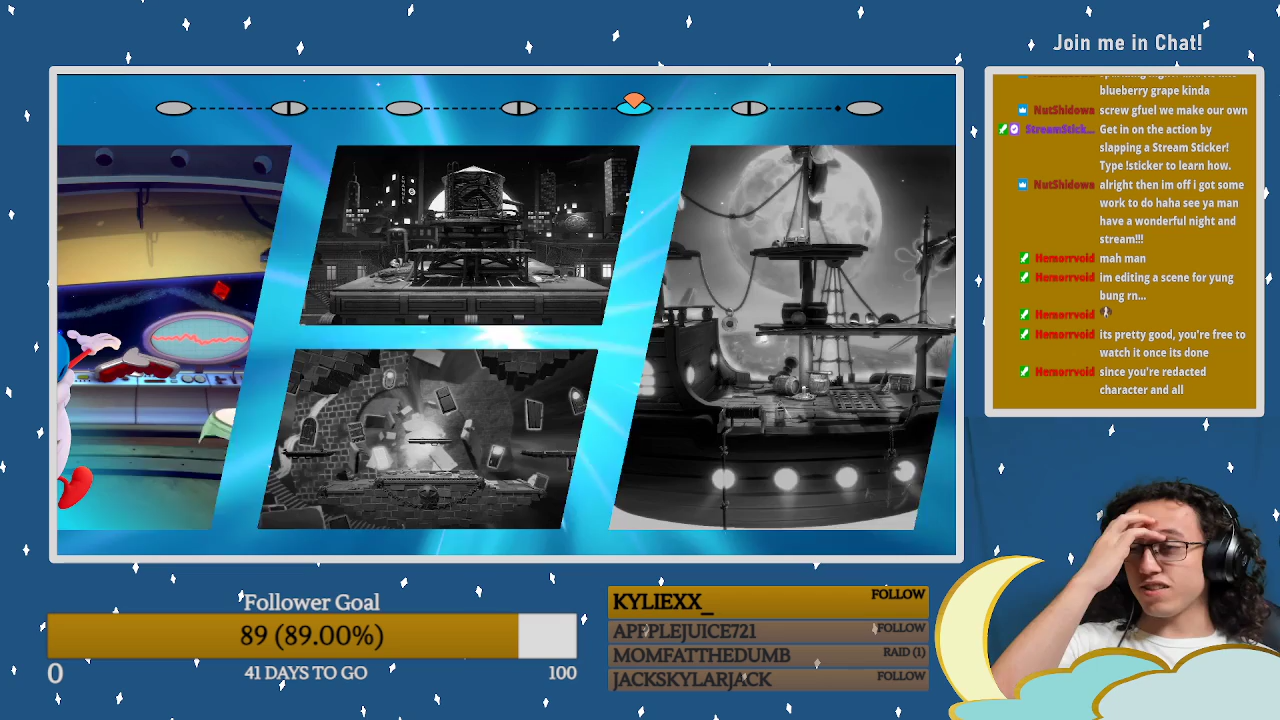 Join me in Chat!
blueberry grape kinda
NutShidown screw gfuel we make our own
StreamStick... Get in on the action by
slapping a Stream Sticker!
Type !sticker to learn how.
NutShidown alright then im off i got some
work to do haha see ya man
have a wonderful night and
stream!!!
Hemorrvoid mah man
Hemorrvoid im editing a scene for yung
bung rn...
Hemorrvoid
Hemorrvoid its pretty good, you're free to
watch it once its done
Hemorrvoid since you're redacted
character and all
Follower Goal
89 (89.00%)
0 41 DAYS TO GO 100
KYLIEXX_ FOLLOW
APPPLEJUICE721 FOLLOW
MOMFATTHEDUMB RAID (1)
JACKSKYLARJACK FOLLOW